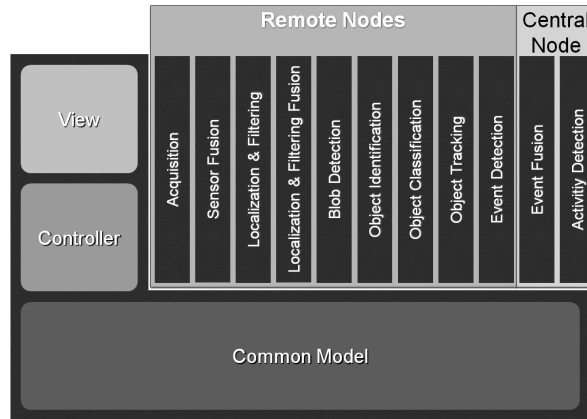 Remote Nodes
Central
Node
View
Controller
Acquisition
Sensor Fusion
Localization & Filtering
Localization & Filtering Fusion
Blob Detection
Object Identification
Object Classification
Object Tracking
Event Detection
Event Fusion
Activitiy Detection
Common Model